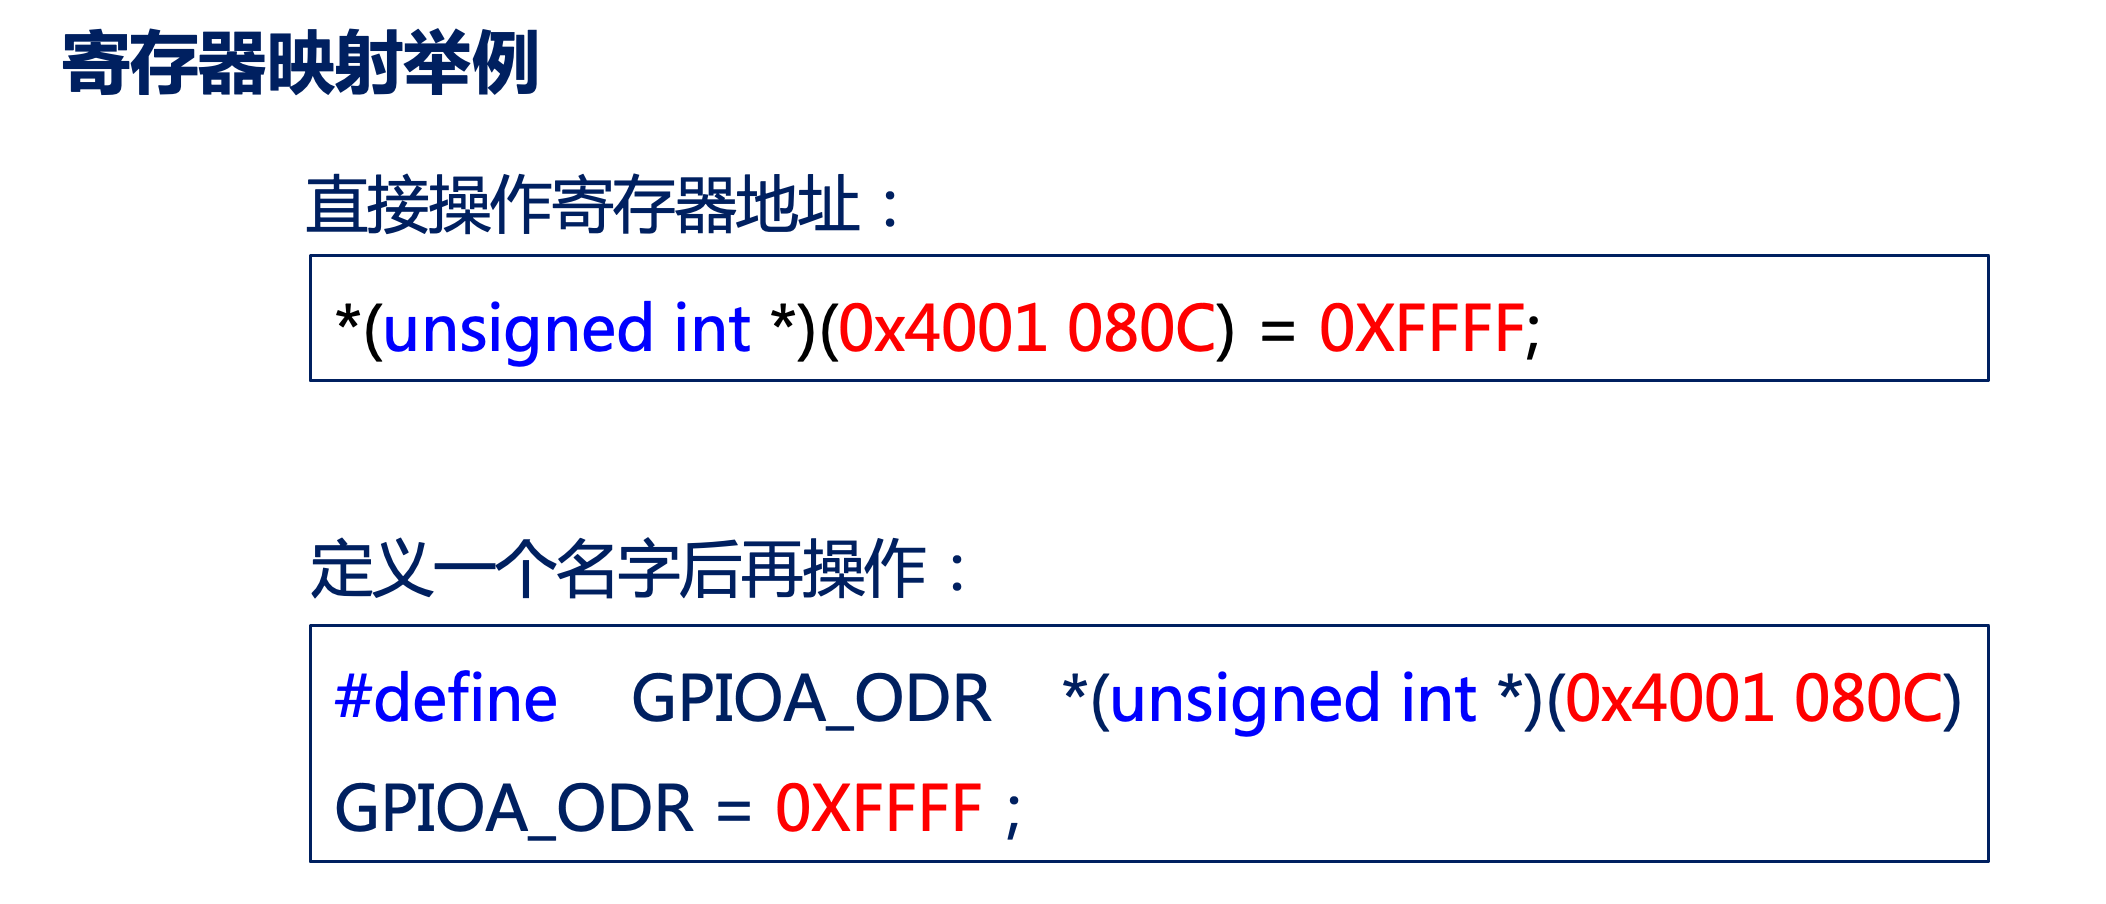 寄存器映射举例
直接操作寄存器地址：
*(unsigned int *)(0x4001 080C) = 0XFFFF;
定义一个名字后再操作：
#define GPIOA_ODR *(unsigned int *)(0x4001 080C)
GPIOA_ODR = 0XFFFF ;